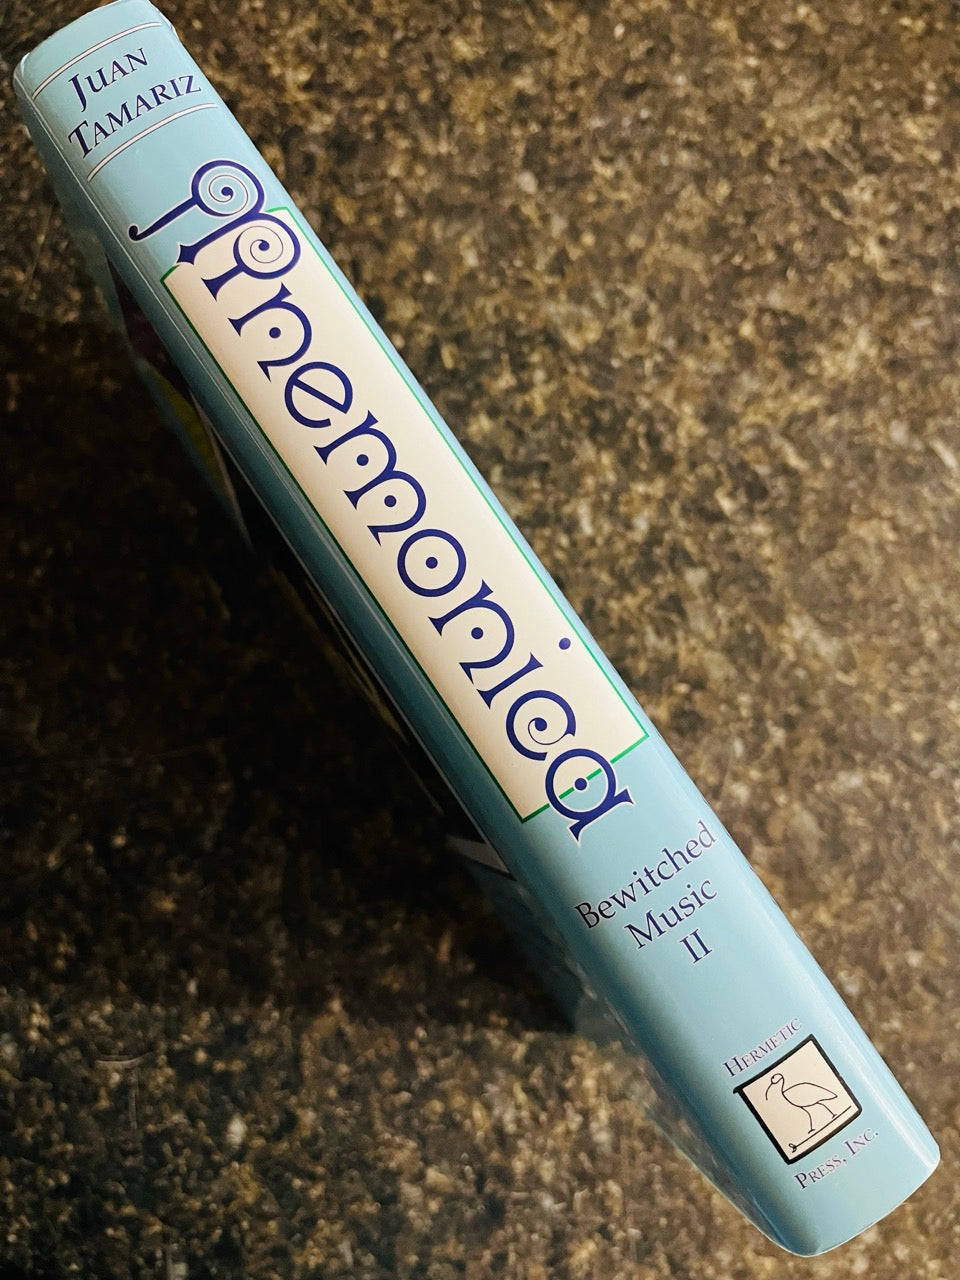 JUAN
TAMARIZ
Mnemonica
Bewitched
Music
II
HERMETIC
PRESS, INC.